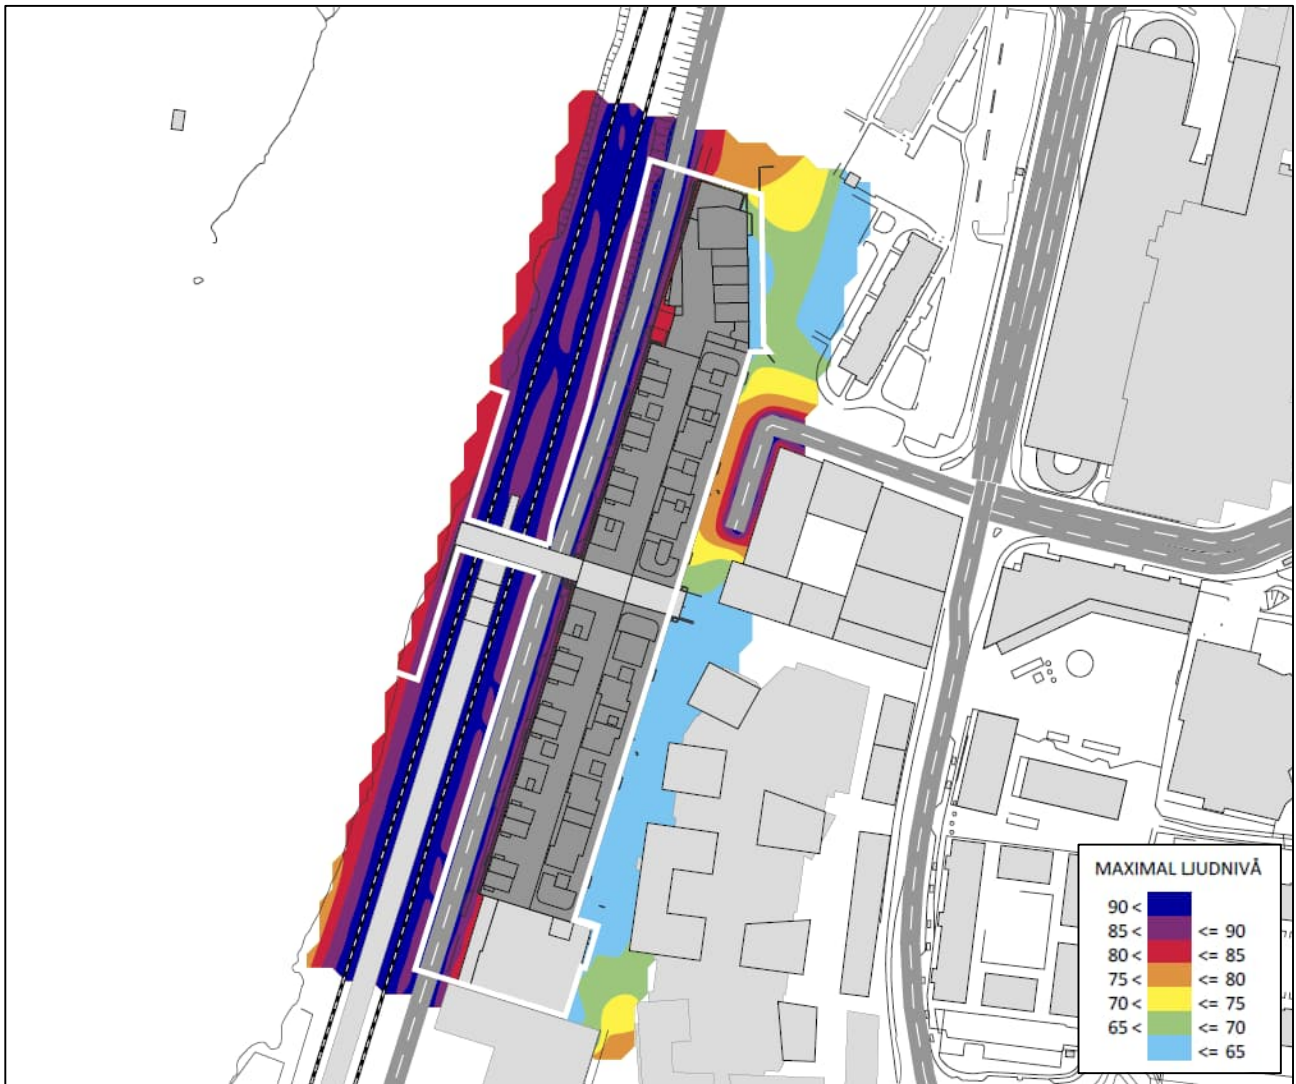 MAXIMAL LJUDNIVÅ
90 <
85 < <= 90
80 < <= 85
75 < <= 80
70 < <= 75
65 < <= 70
<= 65